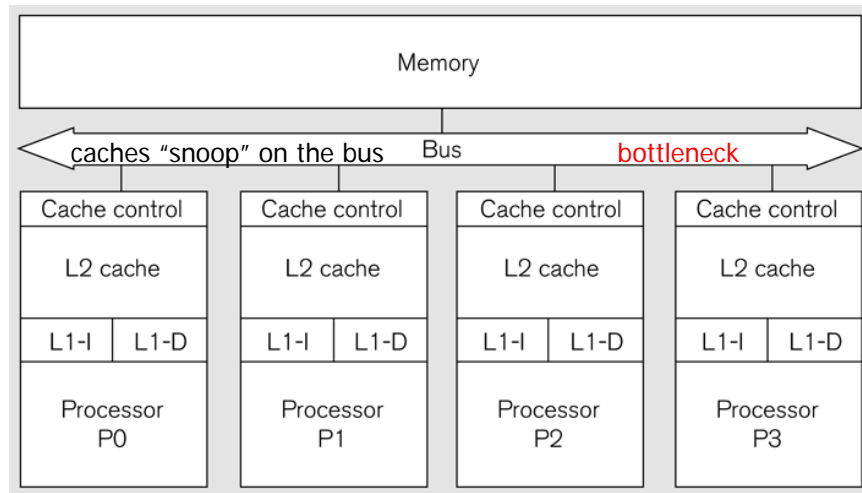 Memory
caches “snoop” on the bus Bus bottleneck
Cache control Cache control Cache control Cache control
L2 cache L2 cache L2 cache L2 cache
L1-I L1-D L1-I L1-D L1-I L1-D L1-I L1-D
Processor Processor Processor Processor
P0 P1 P2 P3